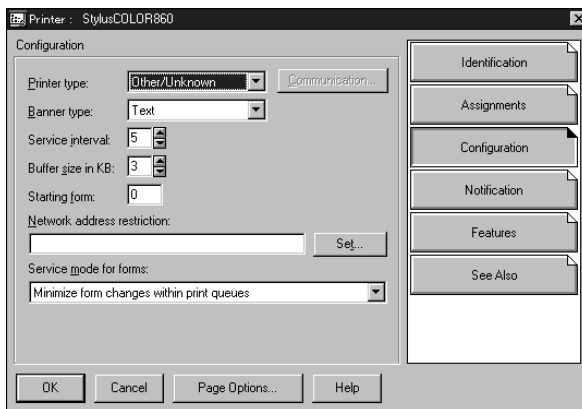 Printer : StylusCOLOR860
Configuration
Printer type: Other/Unknown Communication...
Banner type: Text
Service interval: 5
Buffer size in KB: 3
Starting form: 0
Network address restriction:
Set...
Service mode for forms:
Minimize form changes within print queues
Identification
Assignments
Configuration
Notification
Features
See Also
OK Cancel Page Options... Help